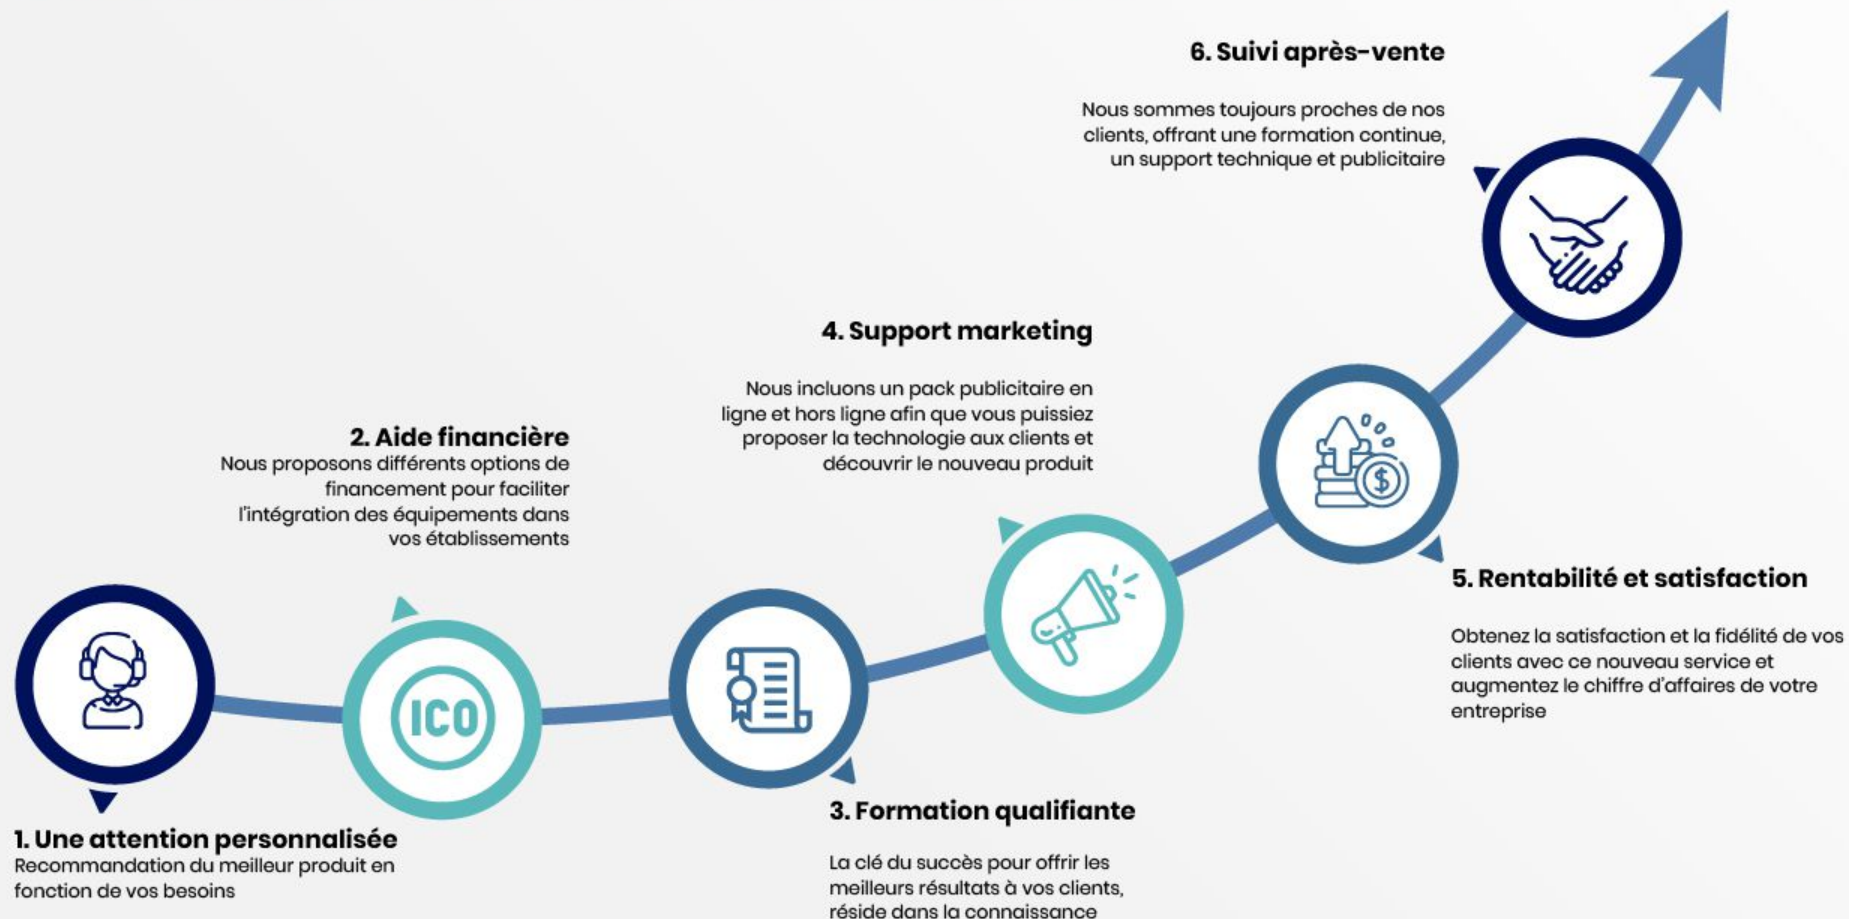 1. Une attention personnalisée
Recommandation du meilleur produit en
fonction de vos besoins
2. Aide financière
Nous proposons différents options de
financement pour faciliter
l'intégration des équipements dans
vos établissements
ICO
3. Formation qualifiante
La clé du succès pour offrir les
meilleurs résultats à vos clients,
réside dans la connaissance
4. Support marketing
Nous incluons un pack publicitaire en
ligne et hors ligne afin que vous puissiez
proposer la technologie aux clients et
découvrir le nouveau produit
$
5. Rentabilité et satisfaction
Obtenez la satisfaction et la fidélité de vos
clients avec ce nouveau service et
augmentez le chiffre d'affaires de votre
entreprise
6. Suivi après-vente
Nous sommes toujours proches de nos
clients, offrant une formation continue,
un support technique et publicitaire